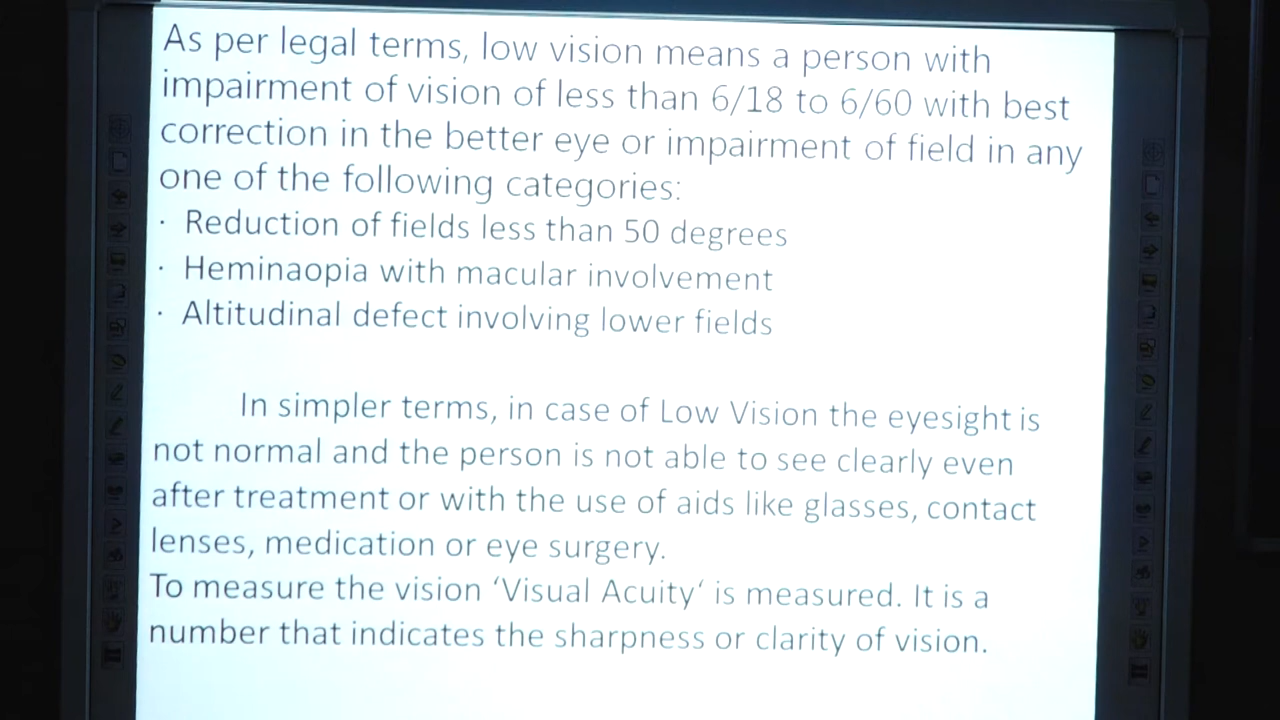 As per legal terms, low vision means a person with
impairment of vision of less than 6/18 to 6/60 with best
correction in the better eye or impairment of field in any
one of the following categories:
· Reduction of fields less than 50 degrees
· Heminaopia with macular involvement
· Altitudinal defect involving lower fields
In simpler terms, in case of Low Vision the eyesight is
not normal and the person is not able to see clearly even
after treatment or with the use of aids like glasses, contact
lenses, medication or eye surgery.
To measure the vision ‘Visual Acuity‘ is measured. It is a
number that indicates the sharpness or clarity of vision.